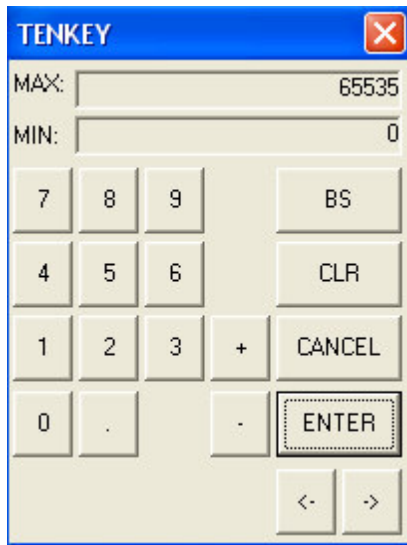 TENKEY
MAX: 65535
MIN: 0
7 8 9 BS
4 5 6 CLR
1 2 3 + CANCEL
0 . - ENTER
<- ->